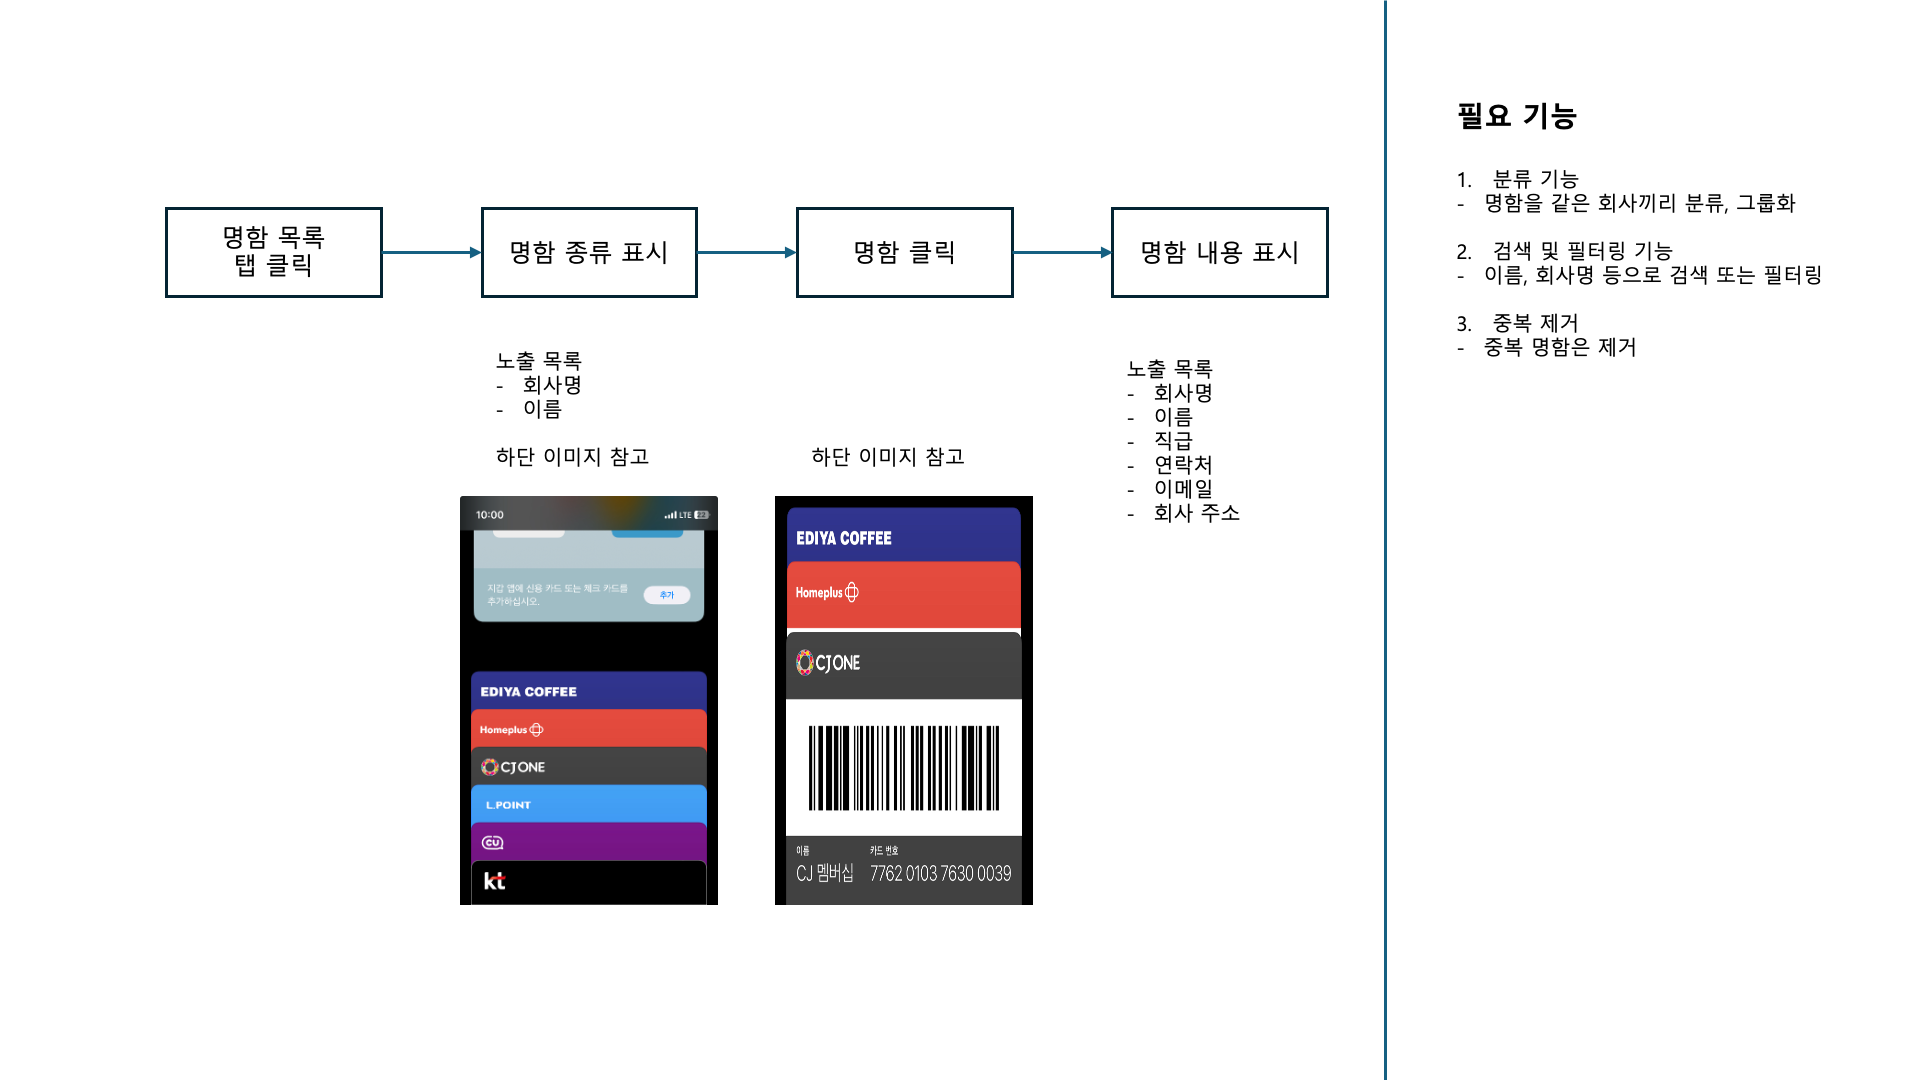 명함 목록
탭 클릭
명함 종류 표시
명함 클릭
명함 내용 표시
노출 목록
- 회사명
- 이름
하단 이미지 참고
하단 이미지 참고
노출 목록
- 회사명
- 이름
- 직급
- 연락처
- 이메일
- 회사 주소
10:00
LTE
22
지갑 앱에 신용 카드 또는 체크 카드를
추가하십시오.
추가
EDIYA COFFEE
Homeplus
CJ ONE
L.POINT
CU
kt
EDIYA COFFEE
Homeplus
CJ ONE
이름
카드 번호
CJ 멤버십
7762 0103 7630 0039
필요 기능
1. 분류 기능
- 명함을 같은 회사끼리 분류, 그룹화
2. 검색 및 필터링 기능
- 이름, 회사명 등으로 검색 또는 필터링
3. 중복 제거
- 중복 명함은 제거